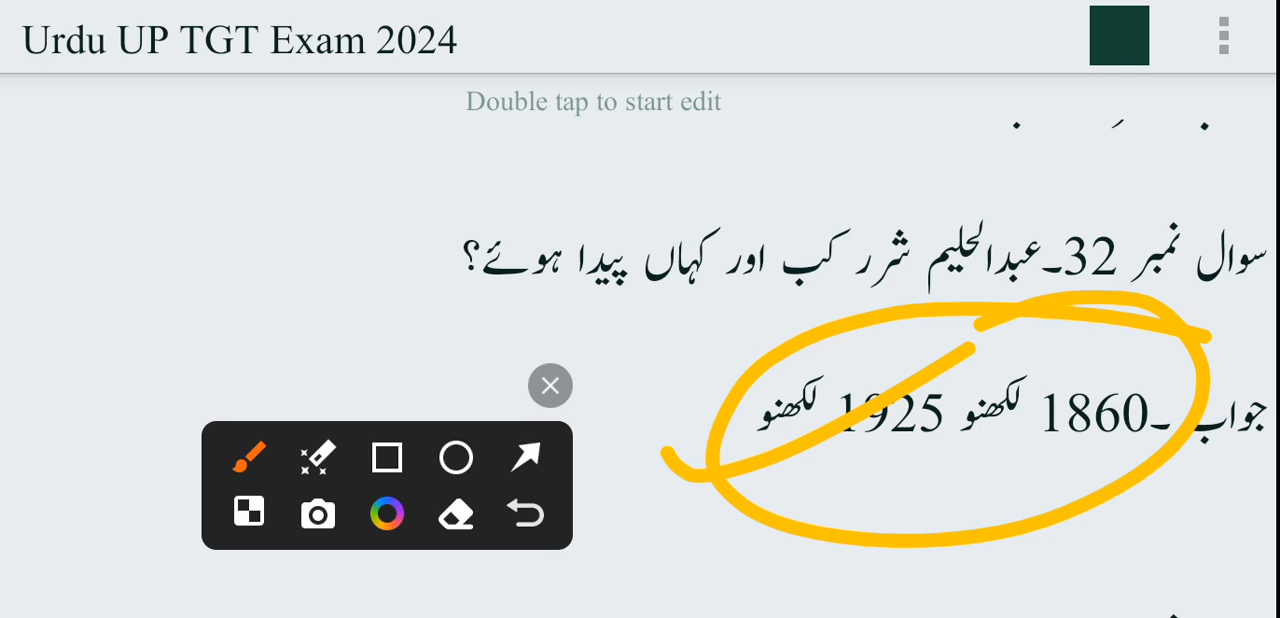 Urdu UP TGT Exam 2024
Double tap to start edit
سوال نمبر 32۔عبدالحلیم شرر کب اور کہاں پیدا ہوئے؟
جواب ۔1860 لکھنو 1925 لکھنو